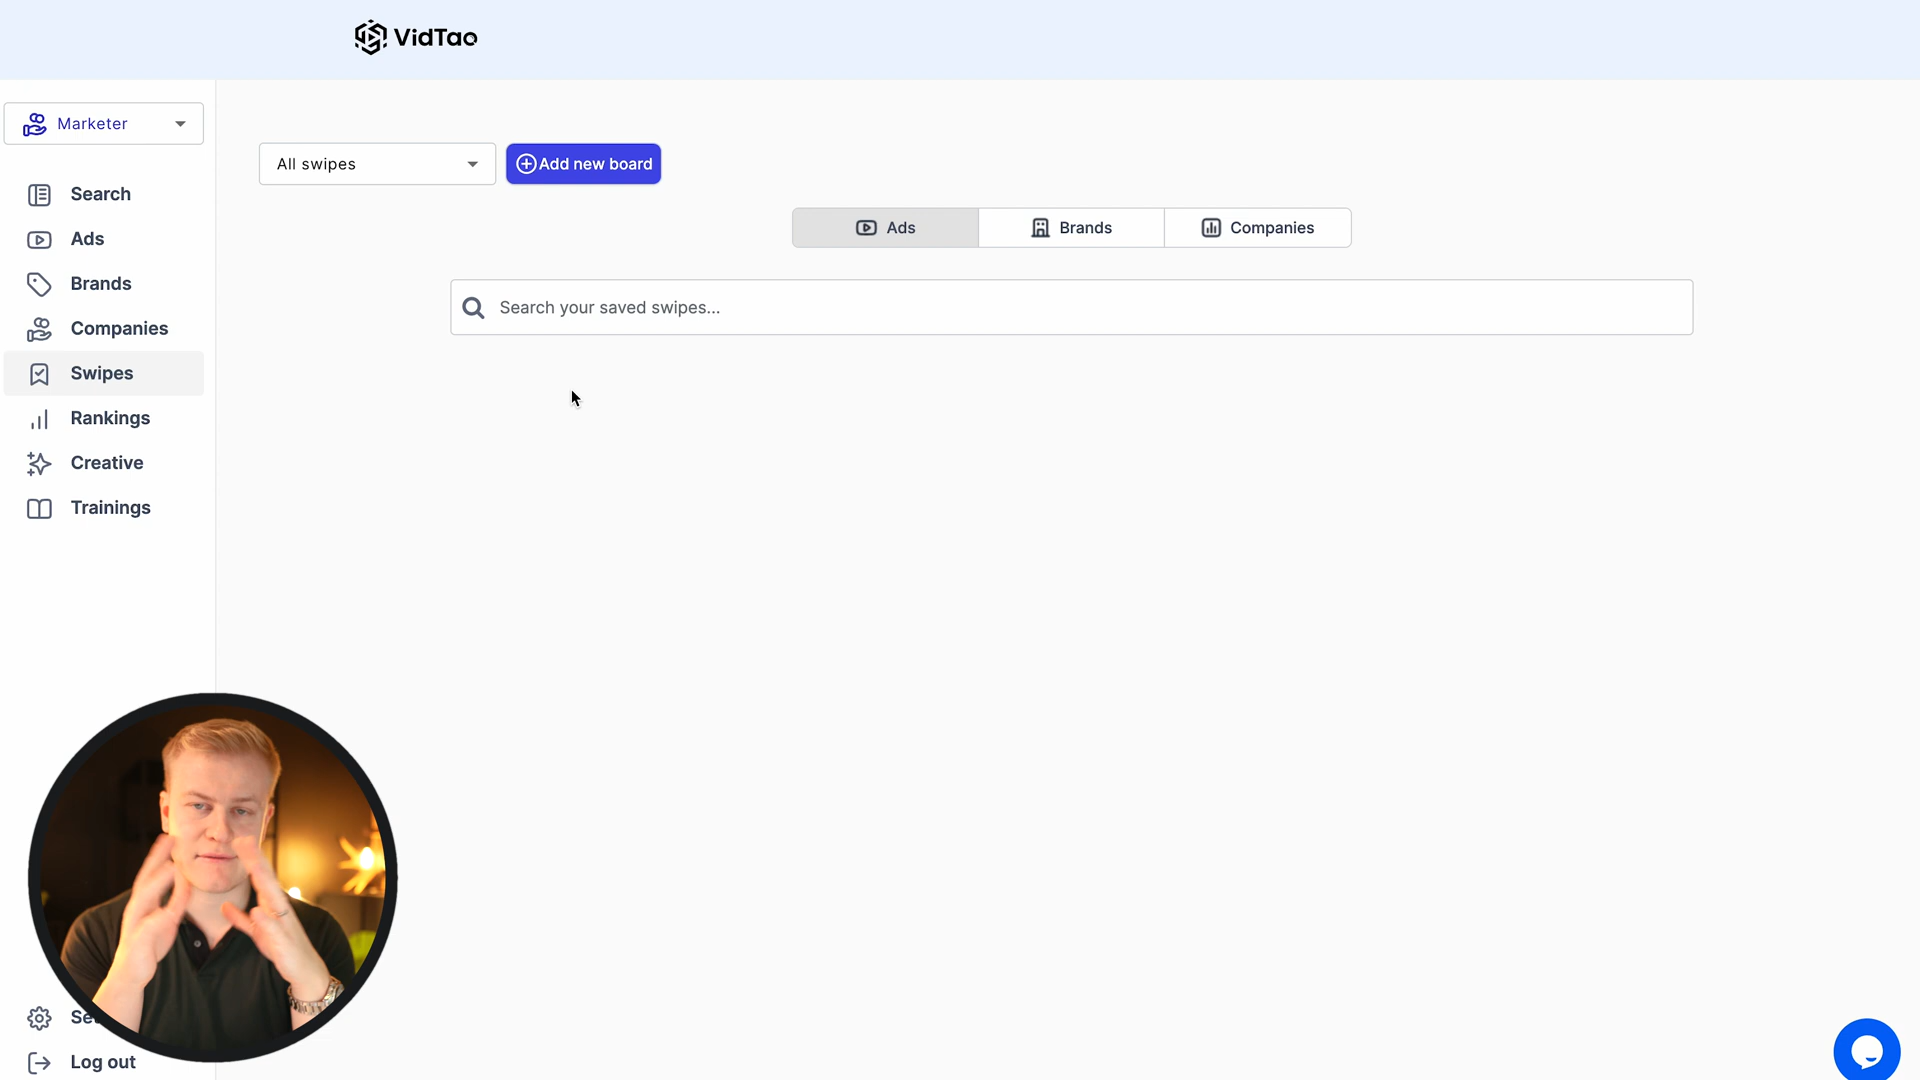 VidTao
Marketer
All swipes
Add new board
Search
Ads
Brands
Companies
Ads
Brands
Companies
Search your saved swipes...
Swipes
Rankings
Creative
Trainings
Log out